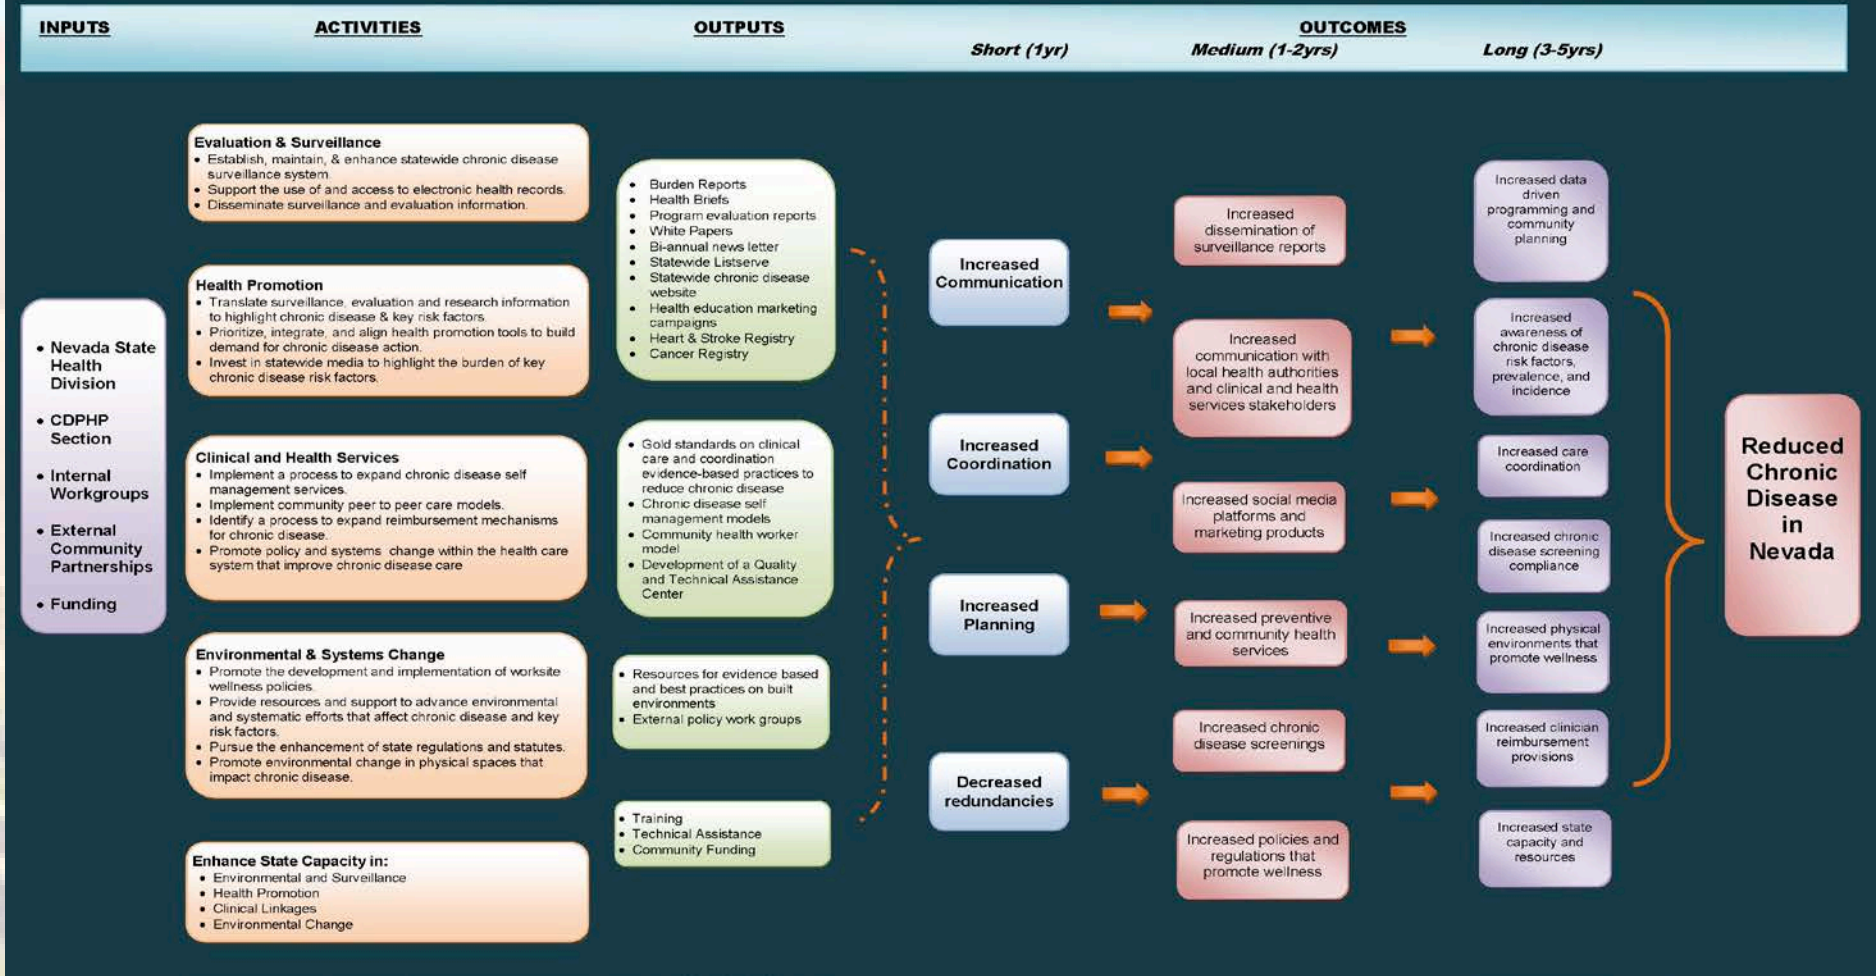 INPUTS
ACTIVITIES
OUTPUTS
OUTCOMES
Short (1yr)
Medium (1-2yrs)
Long (3-5yrs)
• Nevada State
Health
Division
• CDPHP
Section
• Internal
Workgroups
• External
Community
Partnerships
• Funding
Evaluation & Surveillance
• Establish, maintain, & enhance statewide chronic disease
surveillance system.
• Support the use of and access to electronic health records.
• Disseminate surveillance and evaluation information.
Health Promotion
• Translate surveillance, evaluation and research information
to highlight chronic disease & key risk factors.
• Prioritize, integrate, and align health promotion tools to build
demand for chronic disease action.
• Invest in statewide media to highlight the burden of key
chronic disease risk factors.
Clinical and Health Services
• Implement a process to expand chronic disease self
management services.
• Implement community peer to peer care models.
• Identify a process to expand reimbursement mechanisms
for chronic disease.
• Promote policy and systems change within the health care
system that improve chronic disease care
Environmental & Systems Change
• Promote the development and implementation of worksite
wellness policies.
• Provide resources and support to advance environmental
and systematic efforts that affect chronic disease and key
risk factors.
• Pursue the enhancement of state regulations and statutes.
• Promote environmental change in physical spaces that
impact chronic disease.
Enhance State Capacity in:
• Environmental and Surveillance
• Health Promotion
• Clinical Linkages
• Environmental Change
• Burden Reports
• Health Briefs
• Program evaluation reports
• White Papers
• Bi-annual news letter
• Statewide Listserve
• Statewide chronic disease
website
• Health education marketing
campaigns
• Heart & Stroke Registry
• Cancer Registry
• Gold standards on clinical
care and coordination
evidence-based practices to
reduce chronic disease
• Chronic disease self
management models
• Community health worker
model
• Development of a Quality
and Technical Assistance
Center
• Resources for evidence based
and best practices on built
environments
• External policy work groups
• Training
• Technical Assistance
• Community Funding
Increased
Communication
Increased
Coordination
Increased
Planning
Decreased
redundancies
Increased
dissemination of
surveillance reports
Increased
communication with
local health authorities
and clinical and health
services stakeholders
Increased social media
platforms and
marketing products
Increased preventive
and community health
services
Increased chronic
disease screenings
Increased policies and
regulations that
promote wellness
Increased data
driven
programming and
community
planning
Increased
awareness of
chronic disease
risk factors,
prevalence, and
incidence
Increased care
coordination
Increased chronic
disease screening
compliance
Increased physical
environments that
promote wellness
Increased clinician
reimbursement
provisions
Increased state
capacity and
resources
Reduced
Chronic
Disease
in
Nevada